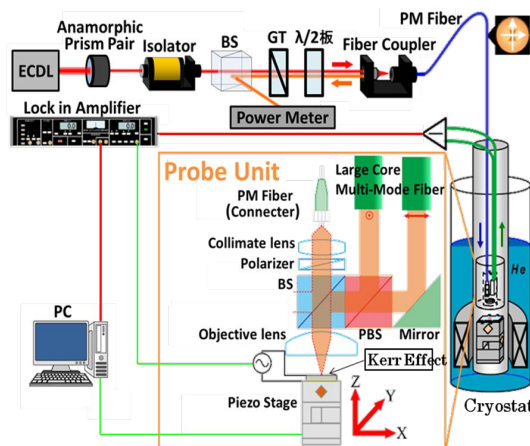 Anamorphic
Prism Pair
Isolator
BS
GT
λ/2板
Fiber Coupler
PM Fiber
ECDL
Power Meter
Lock in Amplifier
Probe Unit
PM Fiber
(Connecter)
Large Core
Multi-Mode Fiber
Collimate lens
Polarizer
BS
PBS
Mirror
Objective lens
Kerr Effect
Piezo Stage
Z
Y
X
PC
He
Cryostat